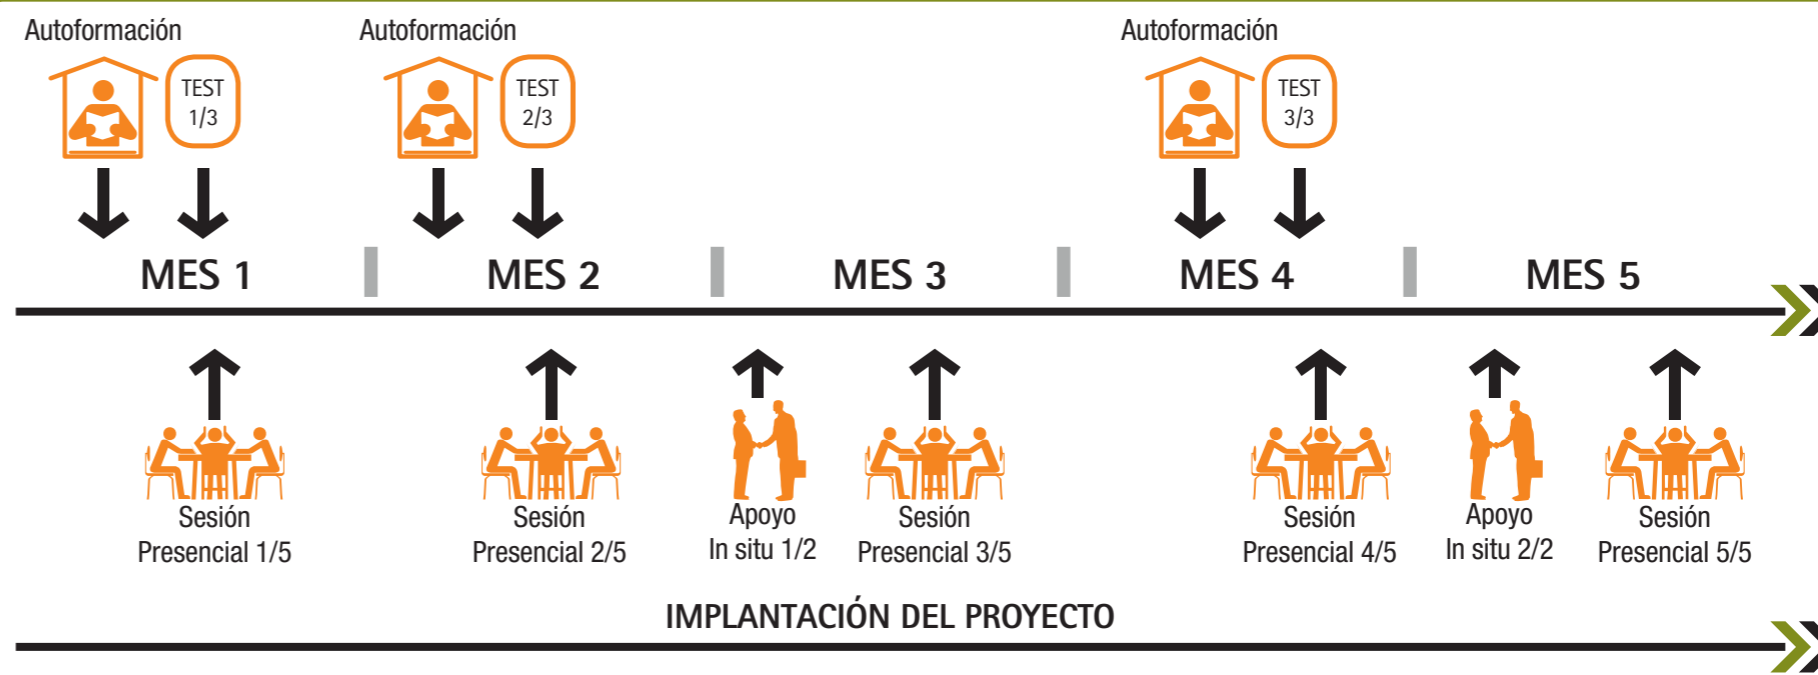 Autoformación
Autoformación
Autoformación
TEST
1/3
TEST
2/3
TEST
3/3
MES 1
MES 2
MES 3
MES 4
MES 5
Sesión
Presencial 1/5
Sesión
Presencial 2/5
Apoyo
In situ 1/2
Sesión
Presencial 3/5
Sesión
Presencial 4/5
Apoyo
In situ 2/2
Sesión
Presencial 5/5
IMPLANTACIÓN DEL PROYECTO